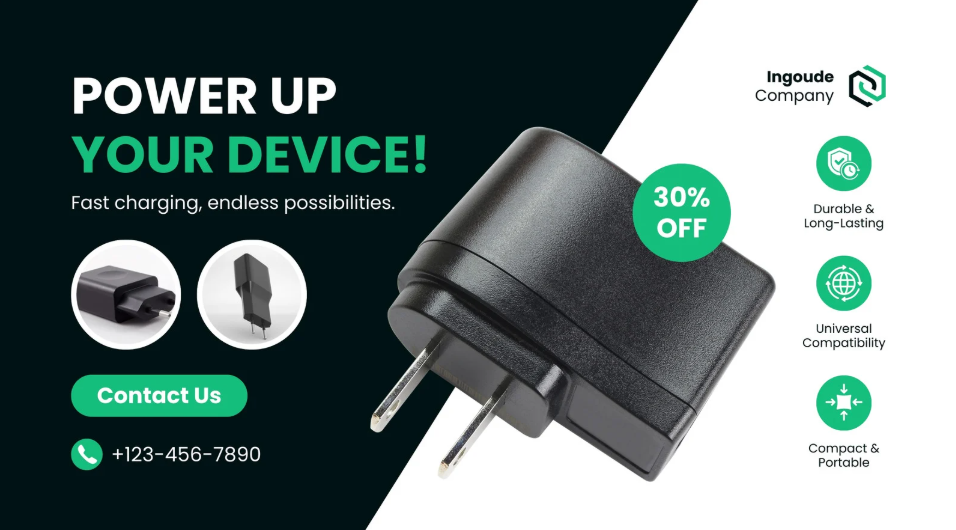 POWER UP
YOUR DEVICE!
Fast charging, endless possibilities.
Contact Us
+123-456-7890
30%
OFF
Ingoude
Company
Durable &
Long-Lasting
Universal
Compatibility
Compact &
Portable